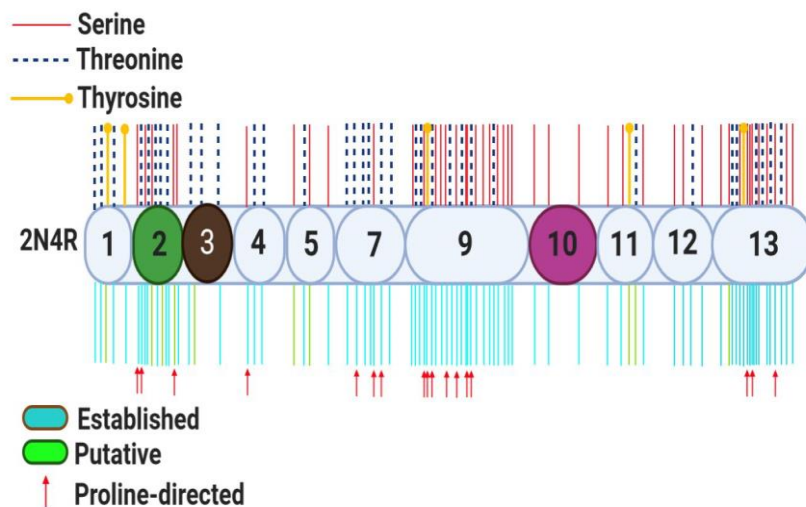 Serine
Threonine
Thyrosine
2N4R 1 2 3 4 5 7 9 10 11 12 13
Established
Putative
Proline-directed